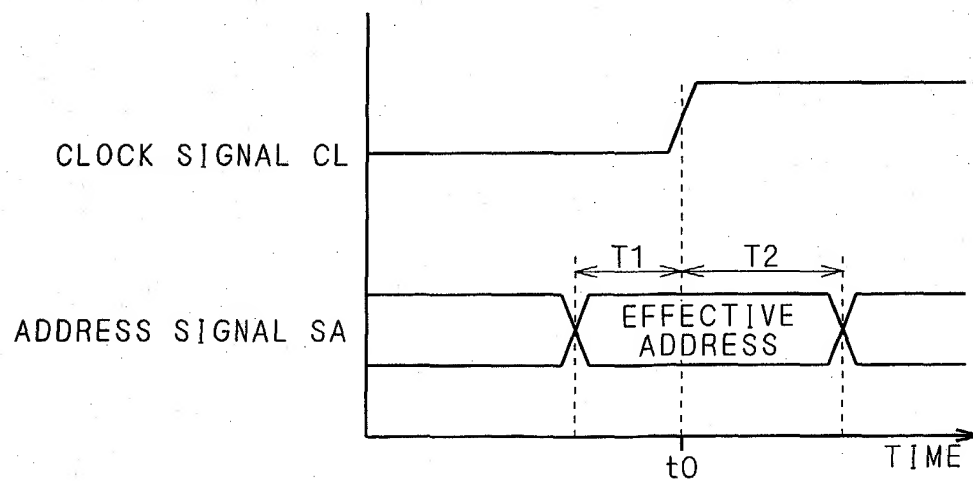 CLOCK SIGNAL CL
T1
T2
ADDRESS SIGNAL SA
EFFECTIVE
ADDRESS
t0
TIME